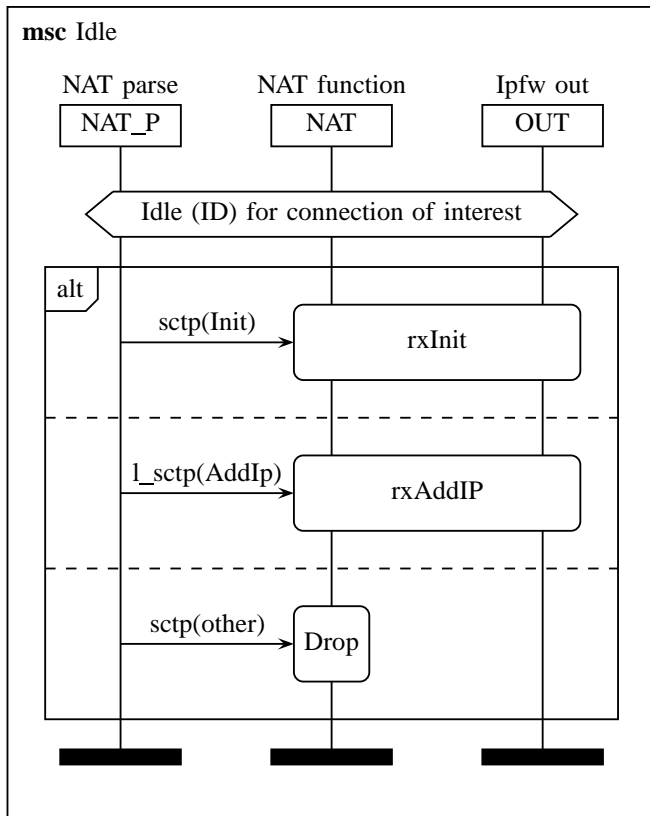 msc Idle
NAT parse NAT function Ipfw out
NAT_P NAT OUT
Idle (ID) for connection of interest
alt
sctp(Init)
rxInit
l_sctp(AddIp)
rxAddIP
sctp(other)
Drop